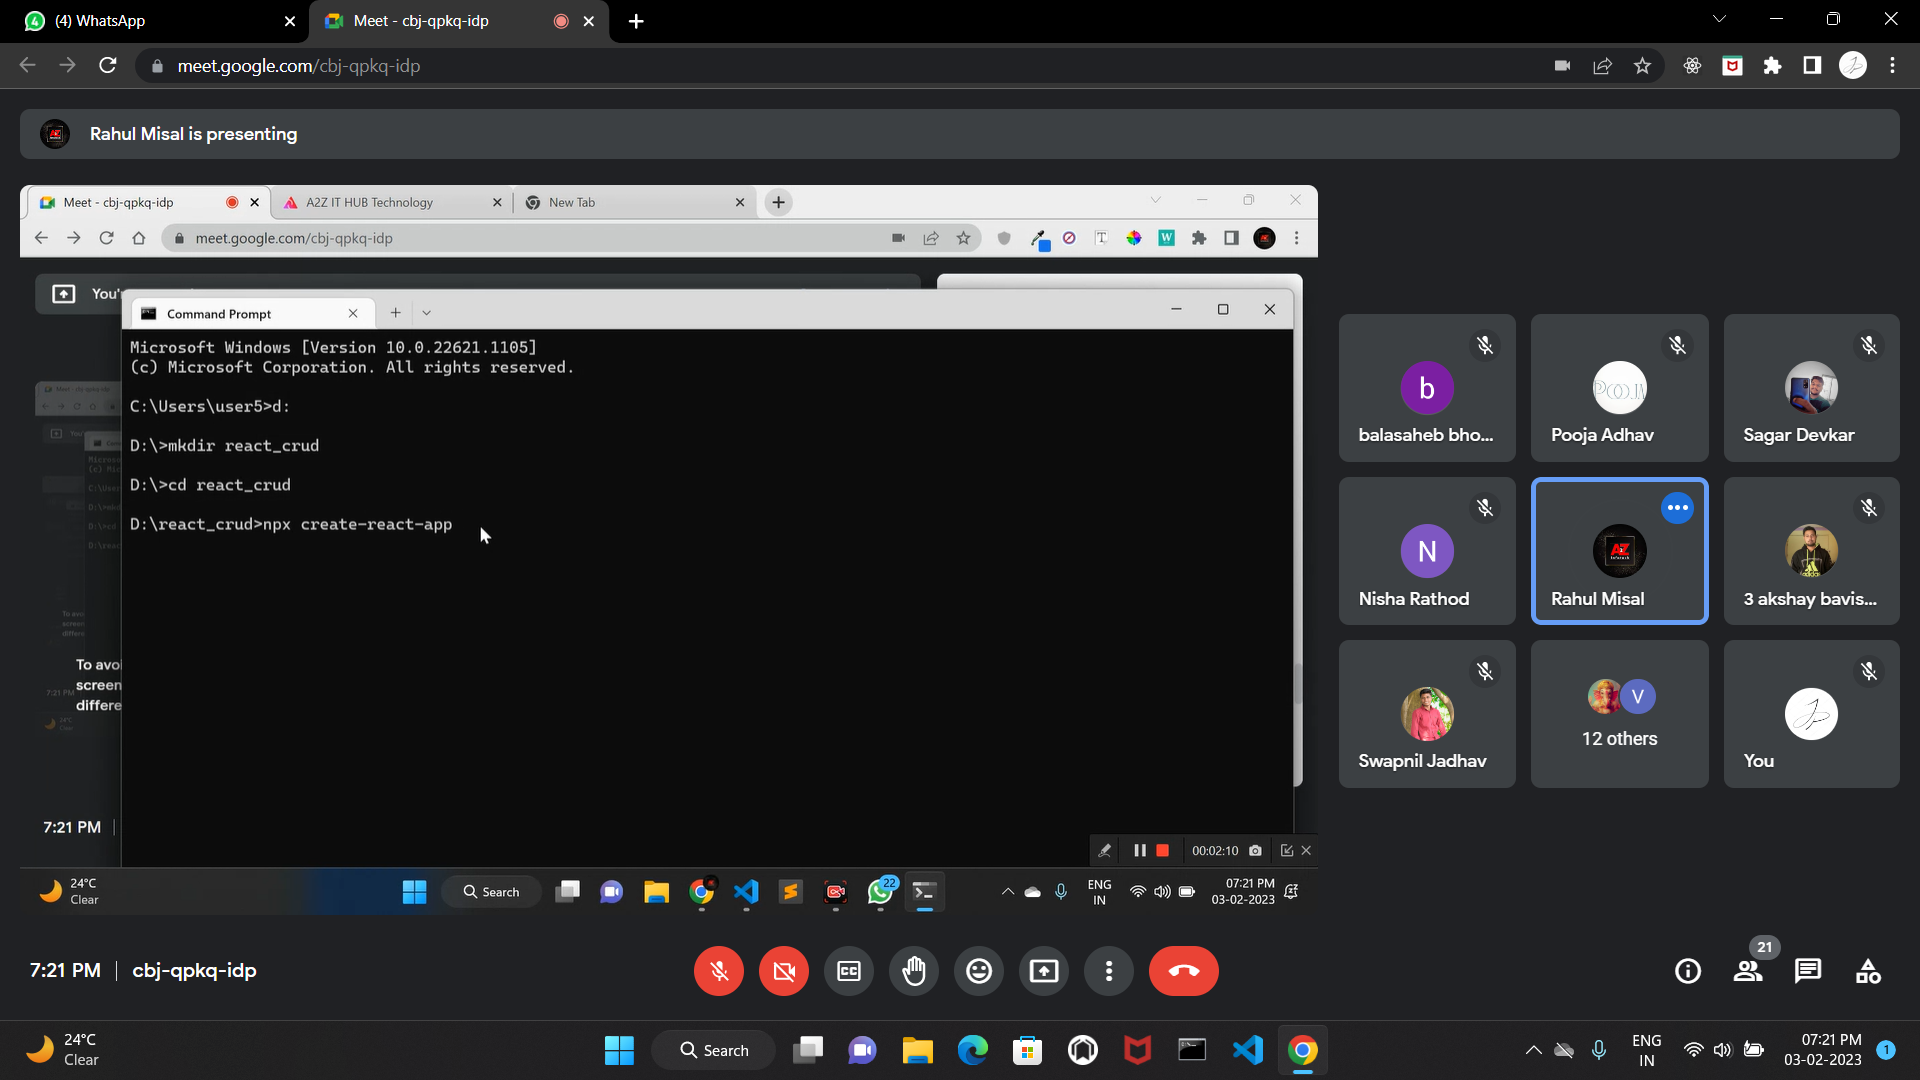 4
(4) WhatsApp
Meet - cbj-qpkq-idp
meet.google.com/cbj-qpkq-idp
Rahul Misal is presenting
Meet - cbj-qpkq-idp
A2Z IT HUB Technology
New Tab
meet.google.com/cbj-qpkq-idp
You'
Command Prompt
Microsoft Windows [Version 10.0.22621.1105]
(c) Microsoft Corporation. All rights reserved.
C:\Users\user5>d:
D:\>mkdir react_crud
D:\>cd react_crud
D:\react_crud>npx create-react-app
To avoi
screen
differe
7:21 PM
00:02:10
24°C
Clear
Search
22
ENG
IN
07:21 PM
03-02-2023
b
balasaheb bho...
POOJA
Pooja Adhav
Sagar Devkar
N
Nisha Rathod
Rahul Misal
3 akshay bavis...
Swapnil Jadhav
V
12 others
You
7:21 PM
cbj-qpkq-idp
21
24°C
Clear
Search
ENG
IN
07:21 PM
03-02-2023
1